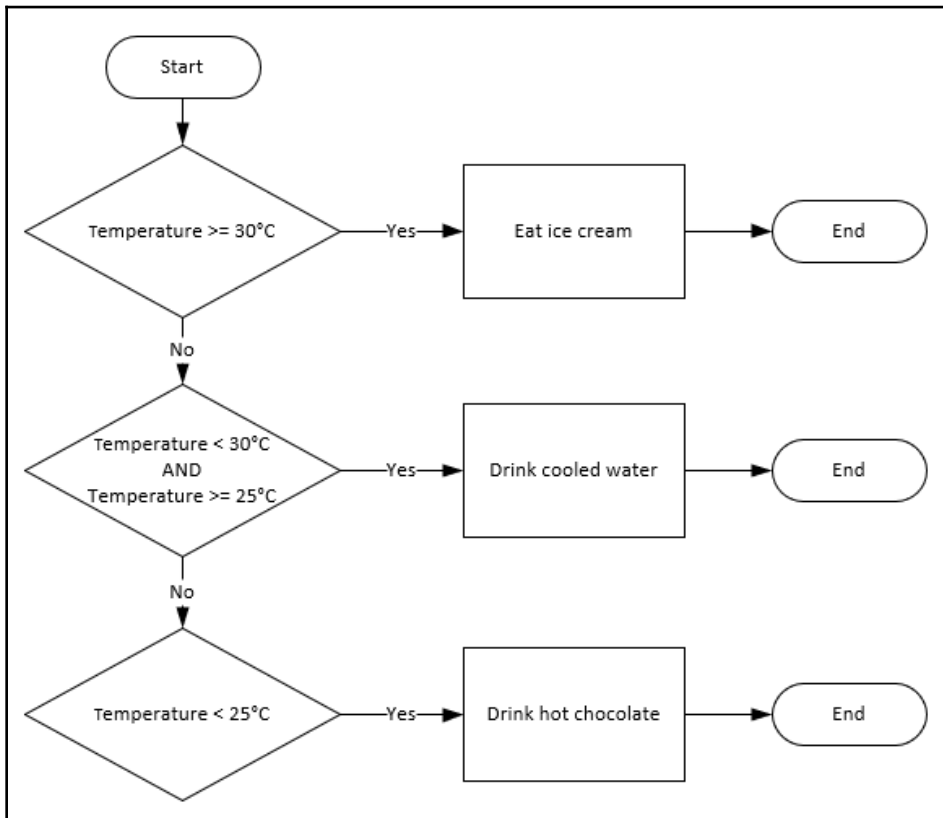 Start
Temperature >= 30°C
Yes
Eat ice cream
End
No
Temperature < 30°C
AND
Temperature >= 25°C
Yes
Drink cooled water
End
No
Temperature < 25°C
Yes
Drink hot chocolate
End